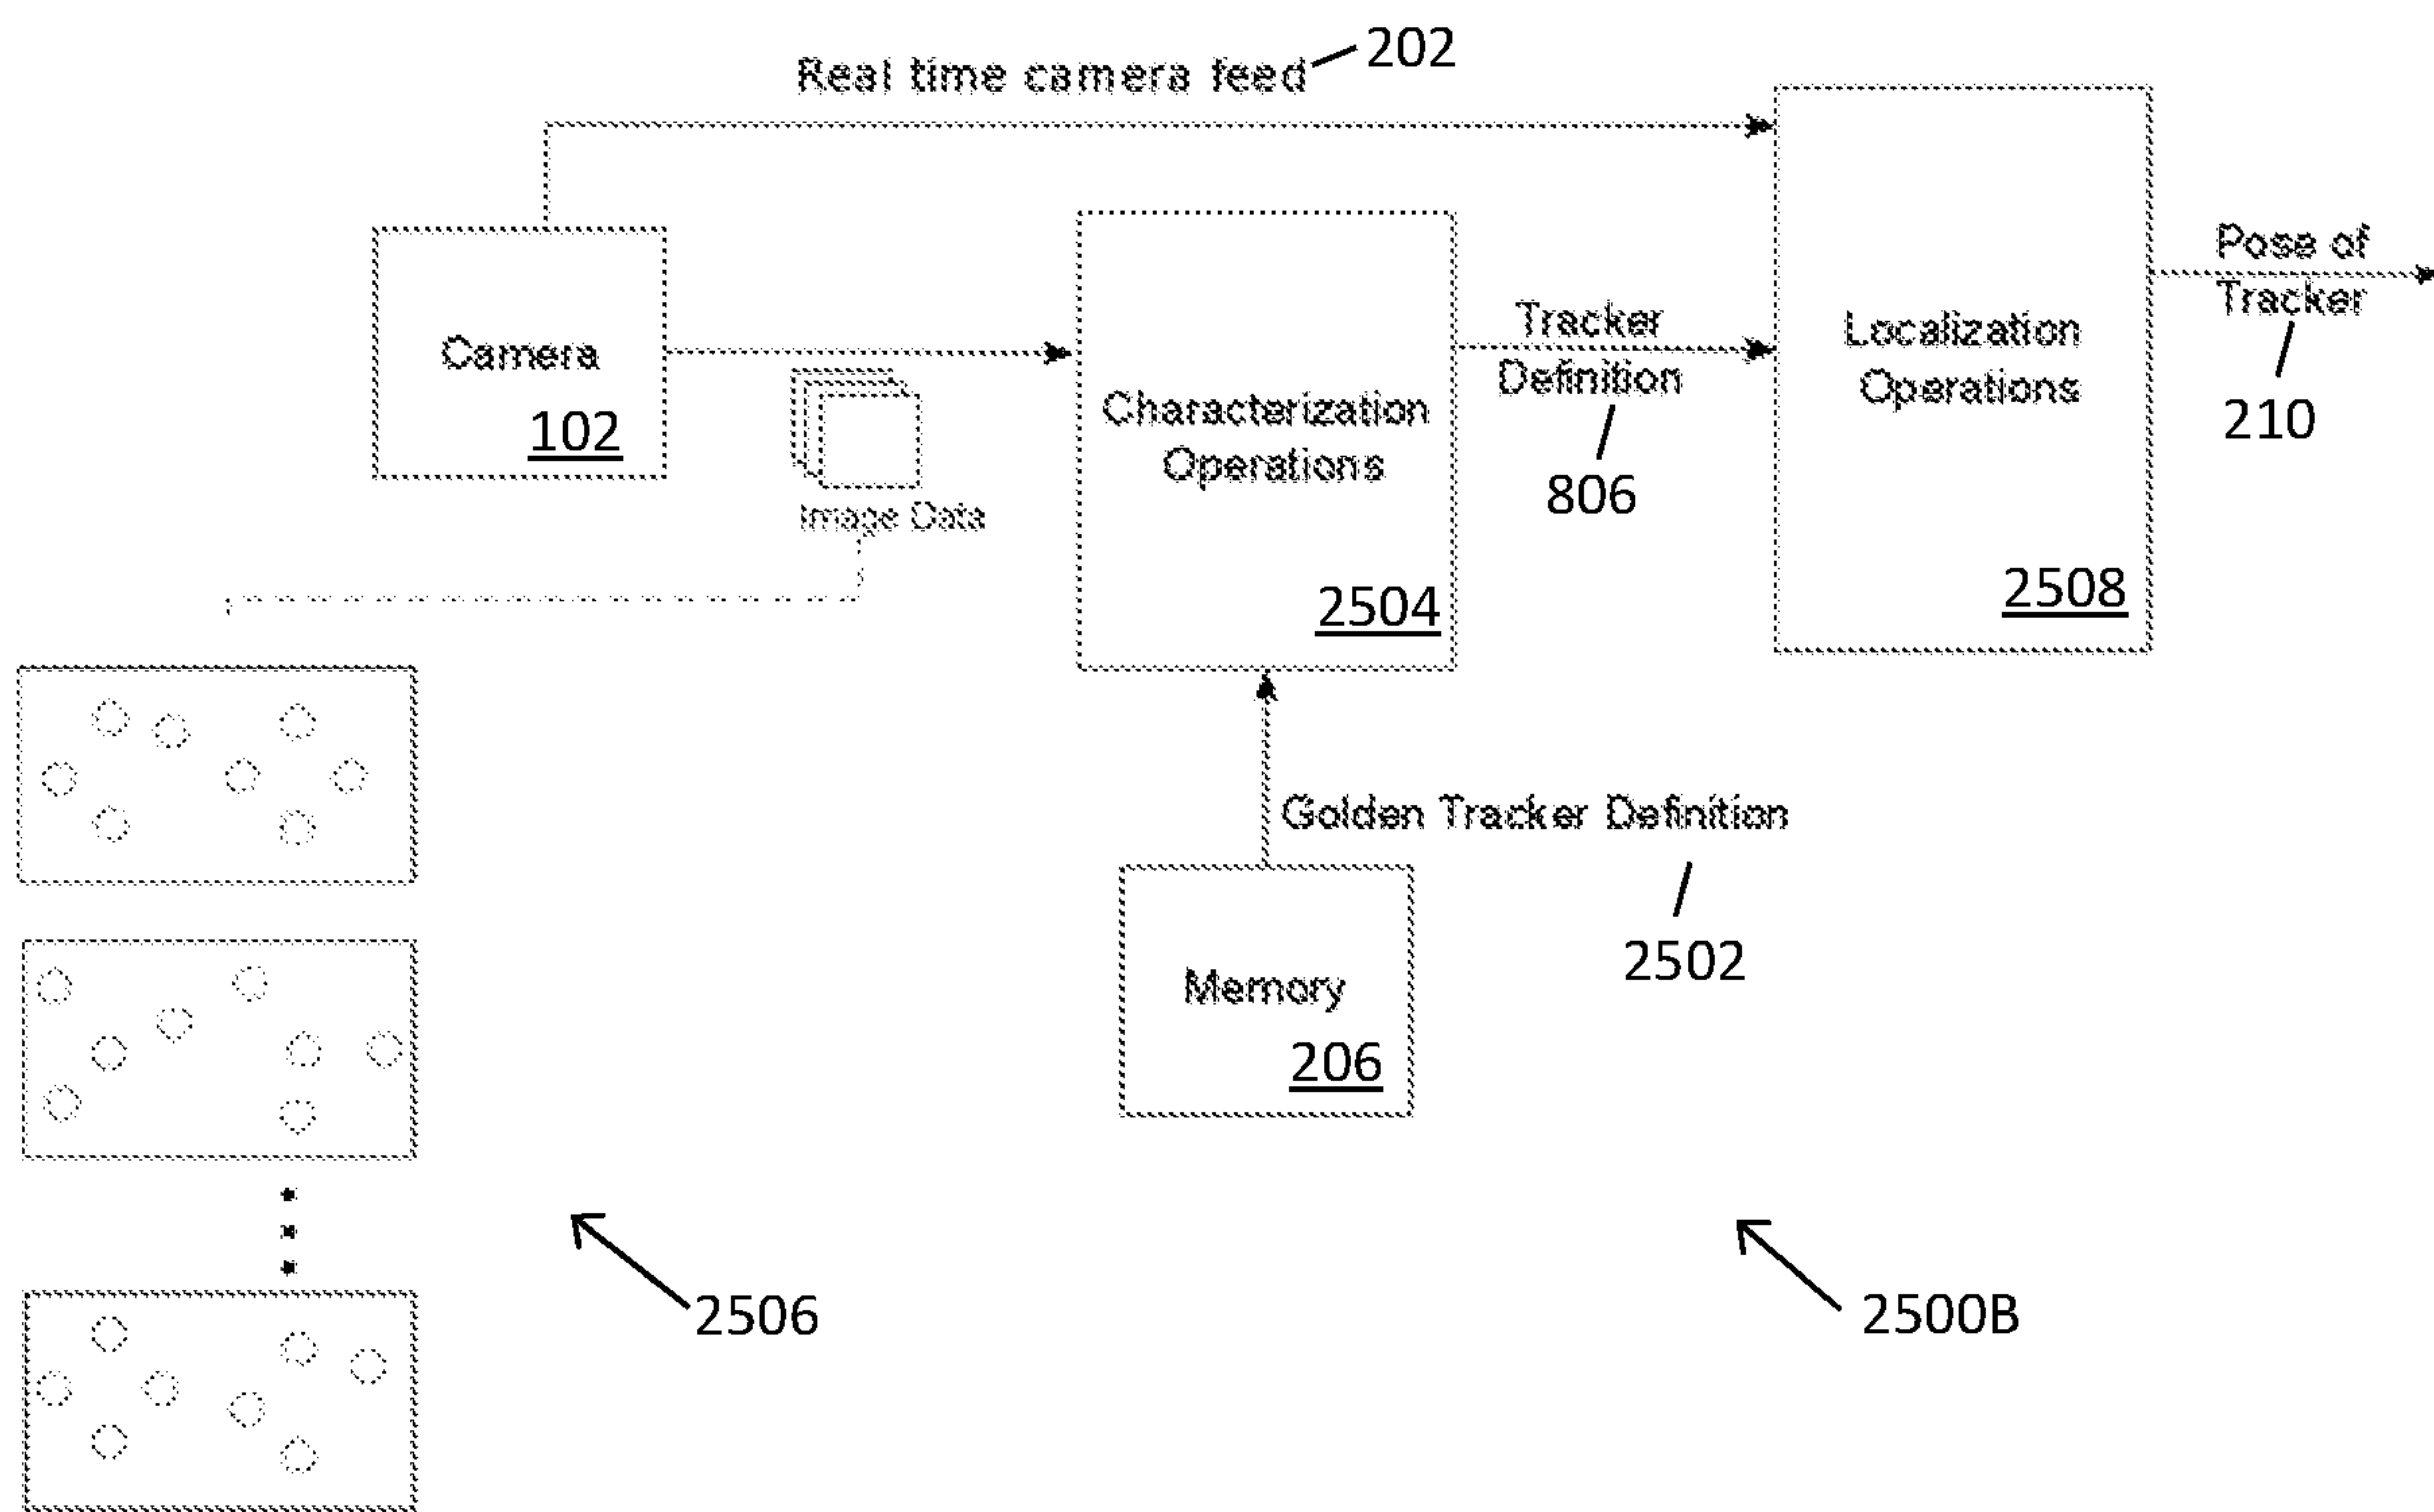 Real time camera feed
202
Camera
102
Image Data
Characterization
Operations
2504
Tracker
Definition
806
Localization
Operations
2508
Pose of
Tracker
210
Golden Tracker Definition
2502
Memory
206
2506
2500B